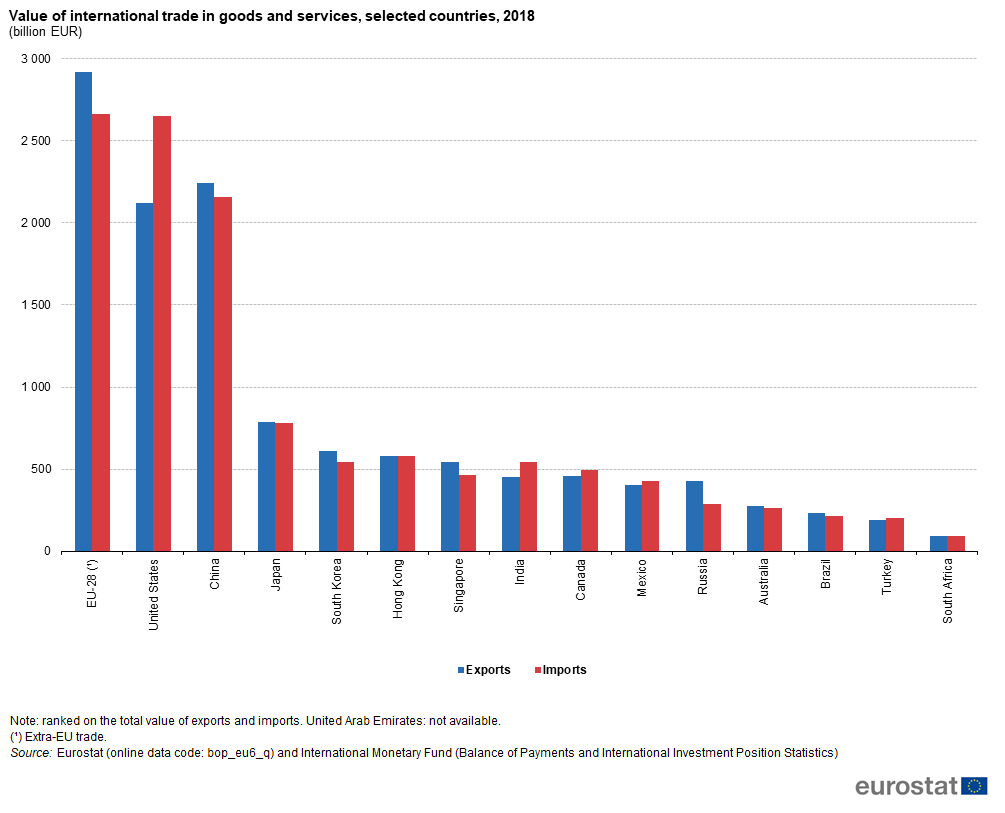 Value of international trade in goods and services, selected countries, 2018
(billion EUR)
3 000
2 500
2 000
1 500
1 000
500
0
EU-28 (¹)
United States
China
Japan
South Korea
Hong Kong
Singapore
India
Canada
Mexico
Russia
Australia
Brazil
Turkey
South Africa
Exports Imports
Note: ranked on the total value of exports and imports. United Arab Emirates: not available.
(¹) Extra-EU trade.
Source: Eurostat (online data code: bop_eu6_q) and International Monetary Fund (Balance of Payments and International Investment Position Statistics)
eurostat